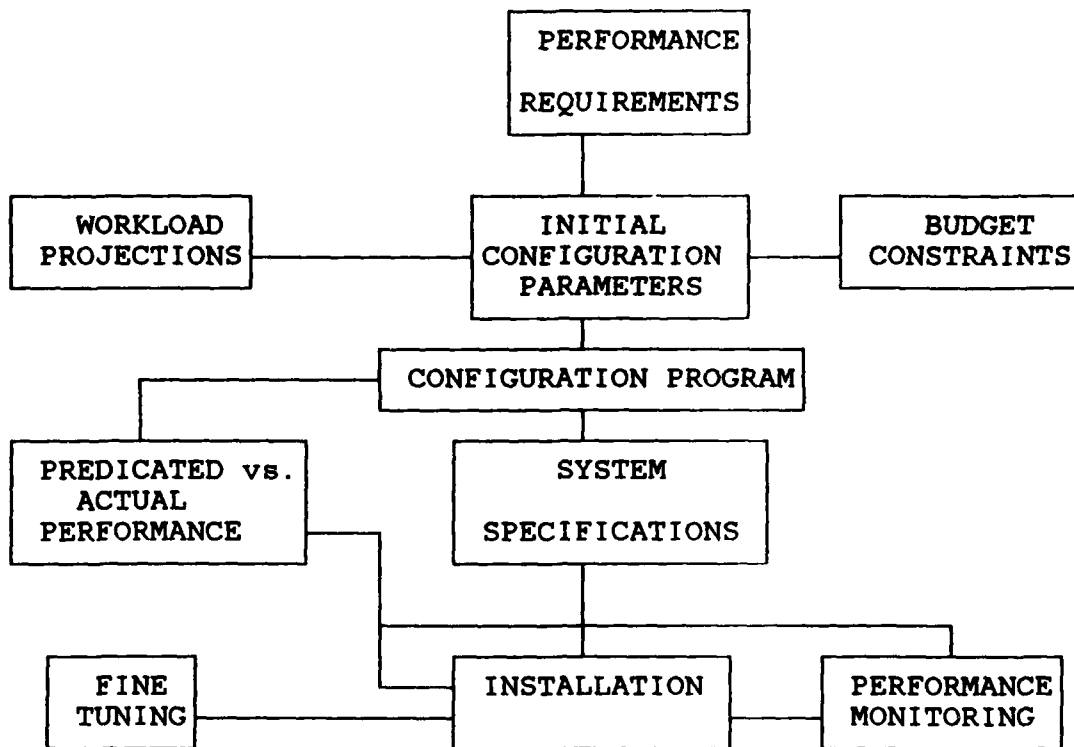 PERFORMANCE
REQUIREMENTS
WORKLOAD
PROJECTIONS
INITIAL
CONFIGURATION
PARAMETERS
BUDGET
CONSTRAINTS
CONFIGURATION PROGRAM
PREDICATED vs.
ACTUAL
PERFORMANCE
SYSTEM
SPECIFICATIONS
FINE
TUNING
INSTALLATION
PERFORMANCE
MONITORING